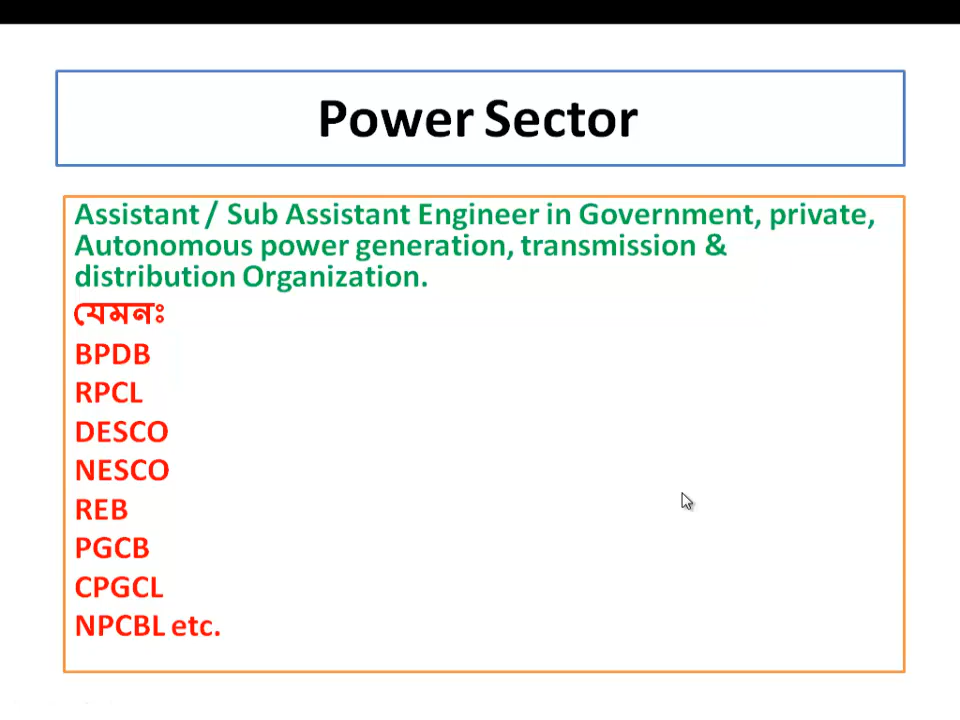 Power Sector
Assistant / Sub Assistant Engineer in Government, private,
Autonomous power generation, transmission &
distribution Organization.
যেমনঃ
BPDB
RPCL
DESCO
NESCO
REB
PGCB
CPGCL
NPCBL etc.